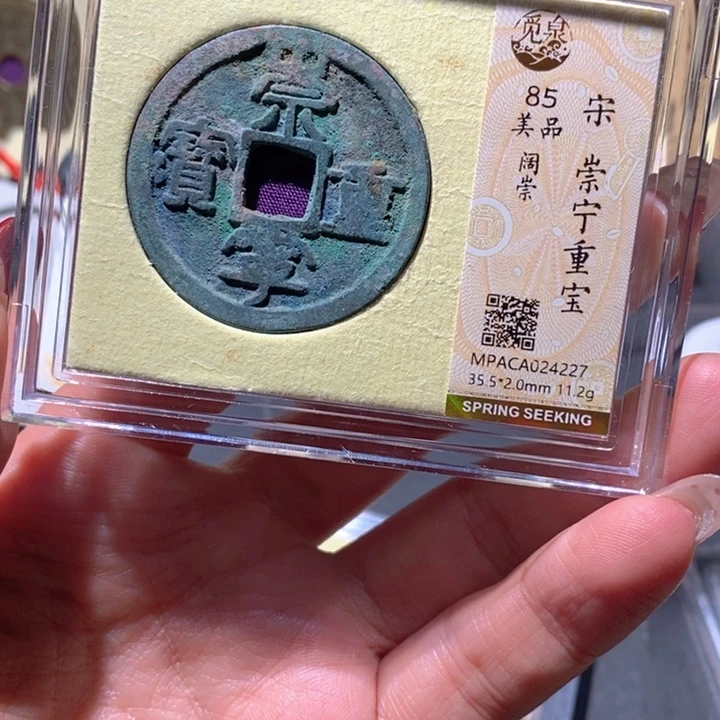 崇
寧
重
寶
覓泉
85
美品
阔崇
宋
崇宁重宝
MPACA024227
35.5*2.0mm 11.2g
SPRING SEEKING